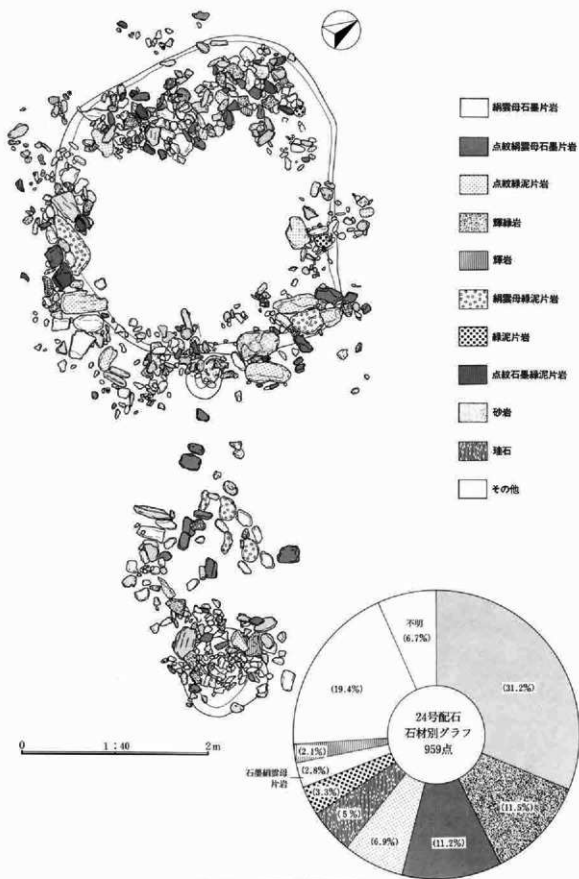 絹雲母石墨片岩
点紋絹雲母石墨片岩
点紋緑泥片岩
輝緑岩
輝岩
絹雲母緑泥片岩
緑泥片岩
点紋石墨緑泥片岩
砂岩
珪石
その他
0
1:40
2m
24号配石
石材別グラフ
959点
不明
(6.7%)
(31.2%)
(11.5%)
(11.2%)
(6.9%)
(5%)
(3.3%)
(2.8%)
石墨絹雲母
片岩
(2.1%)
(19.4%)